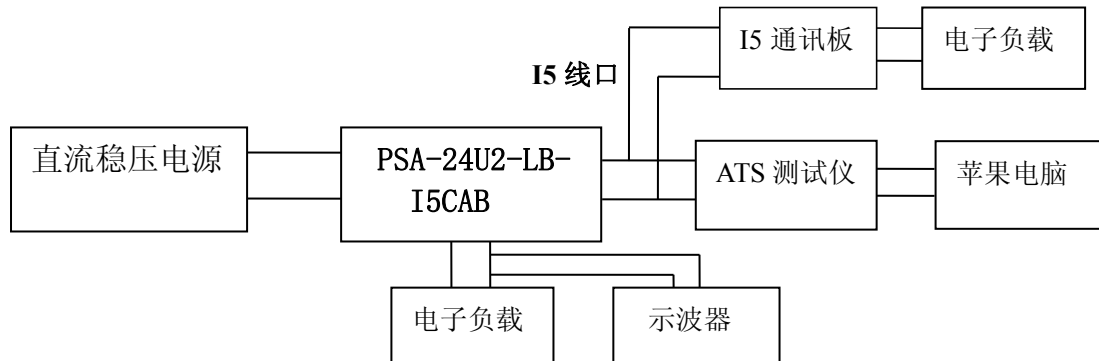 I5 通讯板
电子负载
I5 线口
直流稳压电源
PSA-24U2-LB-
I5CAB
ATS 测试仪
苹果电脑
电子负载
示波器